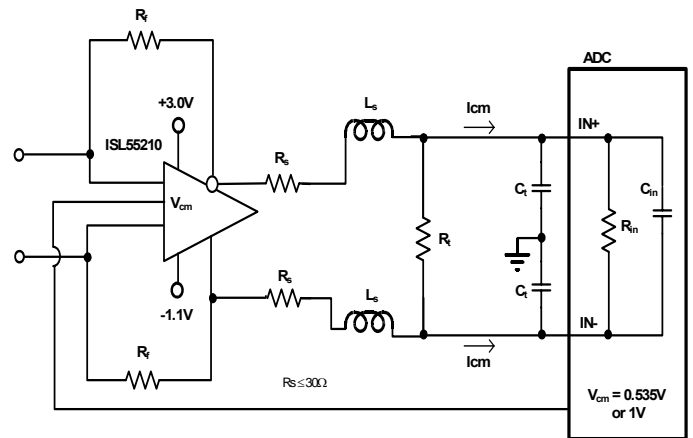 Rf
ADC
+3.0V
Ls
Icm
IN+
ISL55210
Rs
Vcm
Ct
Cin
Rt
Rin
Rs
Ls
Ct
-1.1V
IN-
Icm
Rf
Rs≤30Ω
Vcm = 0.535V
or 1V